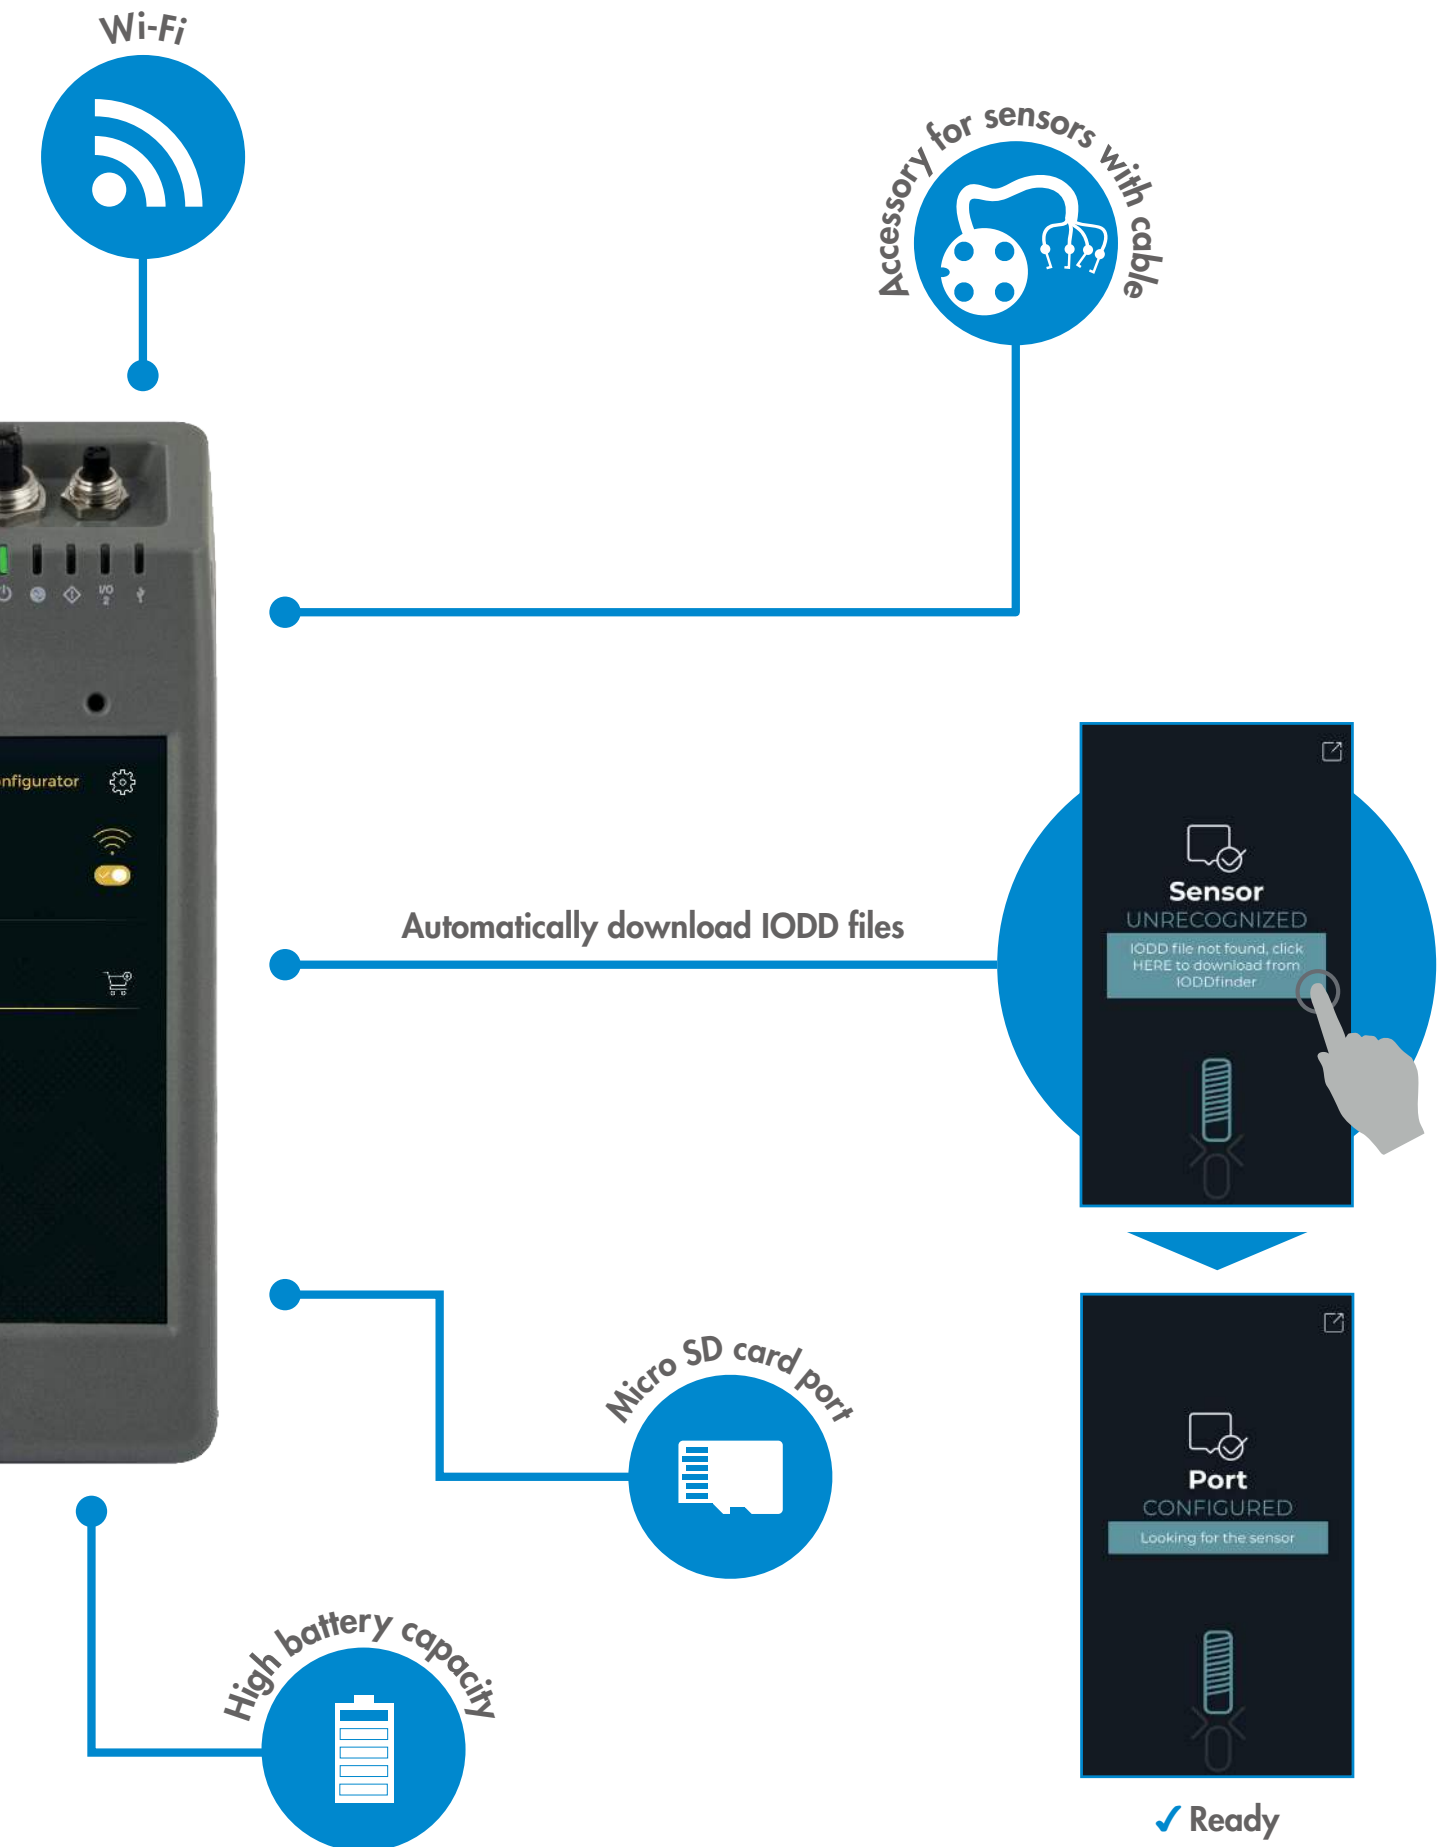 Wi-Fi
Accessory for sensors with cable
I/O
2
nfigurator
Automatically download IODD files
Sensor
UNRECOGNIZED
IODD file not found, click
HERE to download from
IODDfinder
Micro SD card port
Port
CONFIGURED
Looking for the sensor
High battery capacity
✓ Ready